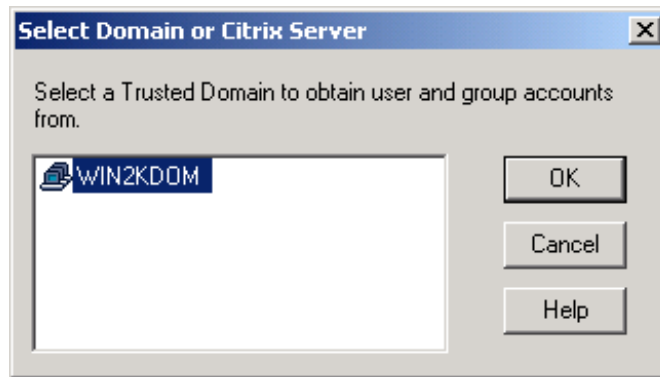 Select Domain or Citrix Server
Select a Trusted Domain to obtain user and group accounts
from.
WIN2KDOM
OK
Cancel
Help